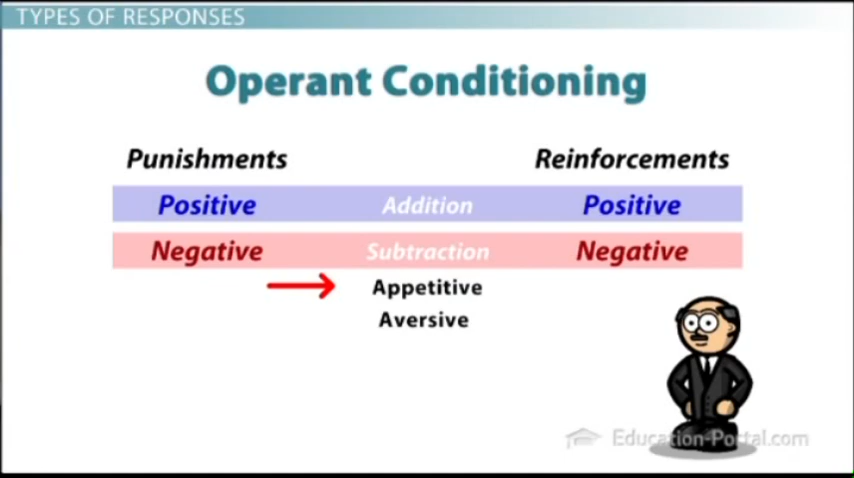 TYPES OF RESPONSES
Operant Conditioning
Punishments Reinforcements
Positive Addition Positive
Negative Subtraction Negative
Appetitive
Aversive
Education-Portal.com